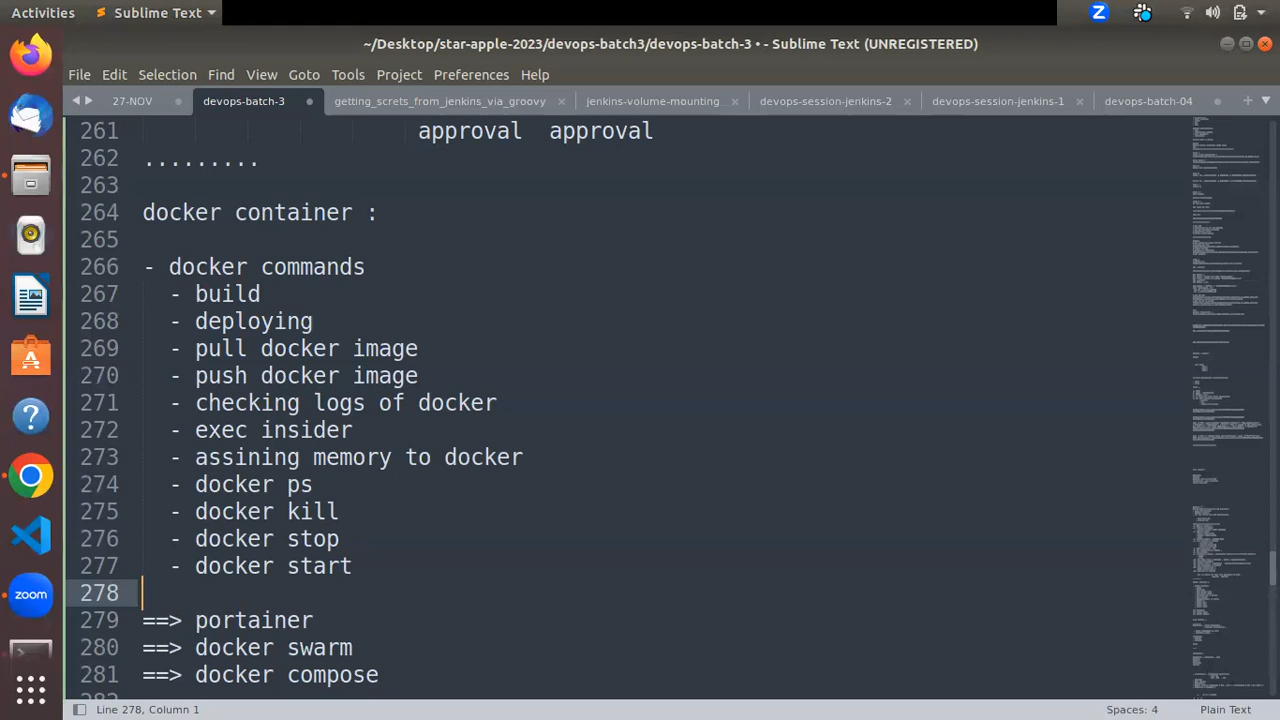 Activities
Sublime Text
~/Desktop/star-apple-2023/devops-batch3/devops-batch-3 • - Sublime Text (UNREGISTERED)
File Edit Selection Find View Goto Tools Project Preferences Help
27-NOV devops-batch-3 getting_screts_from_jenkins_via_groovy jenkins-volume-mounting devops-session-jenkins-2 devops-session-jenkins-1 devops-batch-04
261 approval approval
262 .........
263
264 docker container :
265
266 - docker commands
267 - build
268 - deploying
269 - pull docker image
270 - push docker image
271 - checking logs of docker
272 - exec insider
273 - assining memory to docker
274 - docker ps
275 - docker kill
276 - docker stop
277 - docker start
278
279 ==> portainer
280 ==> docker swarm
281 ==> docker compose
zoom
Line 278, Column 1 Spaces: 4 Plain Text